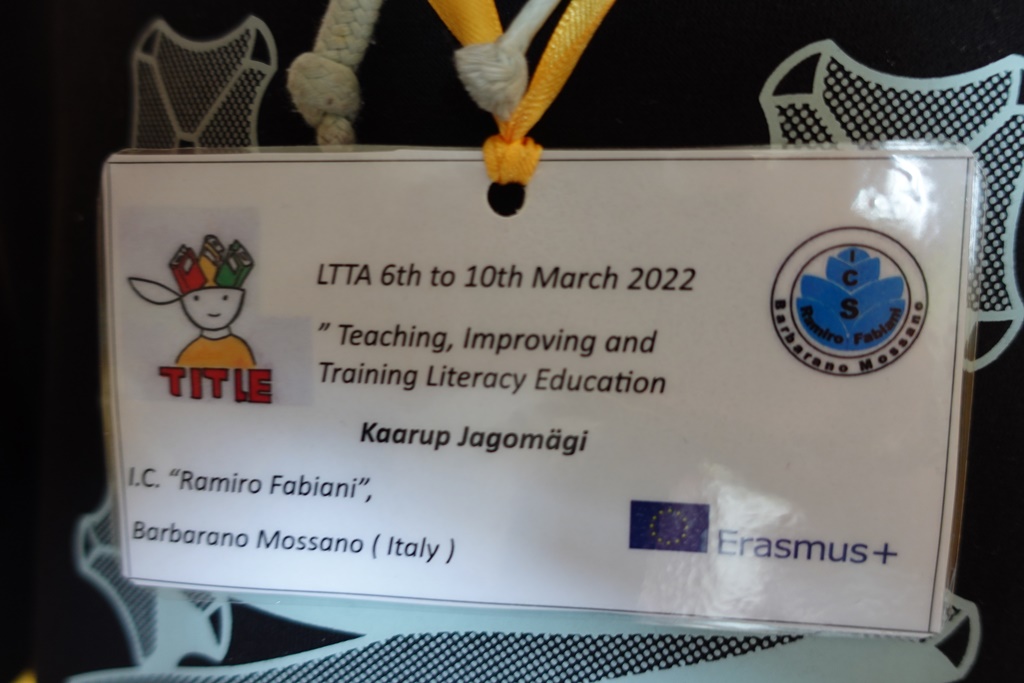 LTTA 6th to 10th March 2022
” Teaching, Improving and
Training Literacy Education
TITLE
Kaarup Jagomägi
I.C. “Ramiro Fabiani”,
Barbarano Mossano ( Italy )
I
C
S
Ramiro Fabiani
Barbarano Mossano
Erasmus+